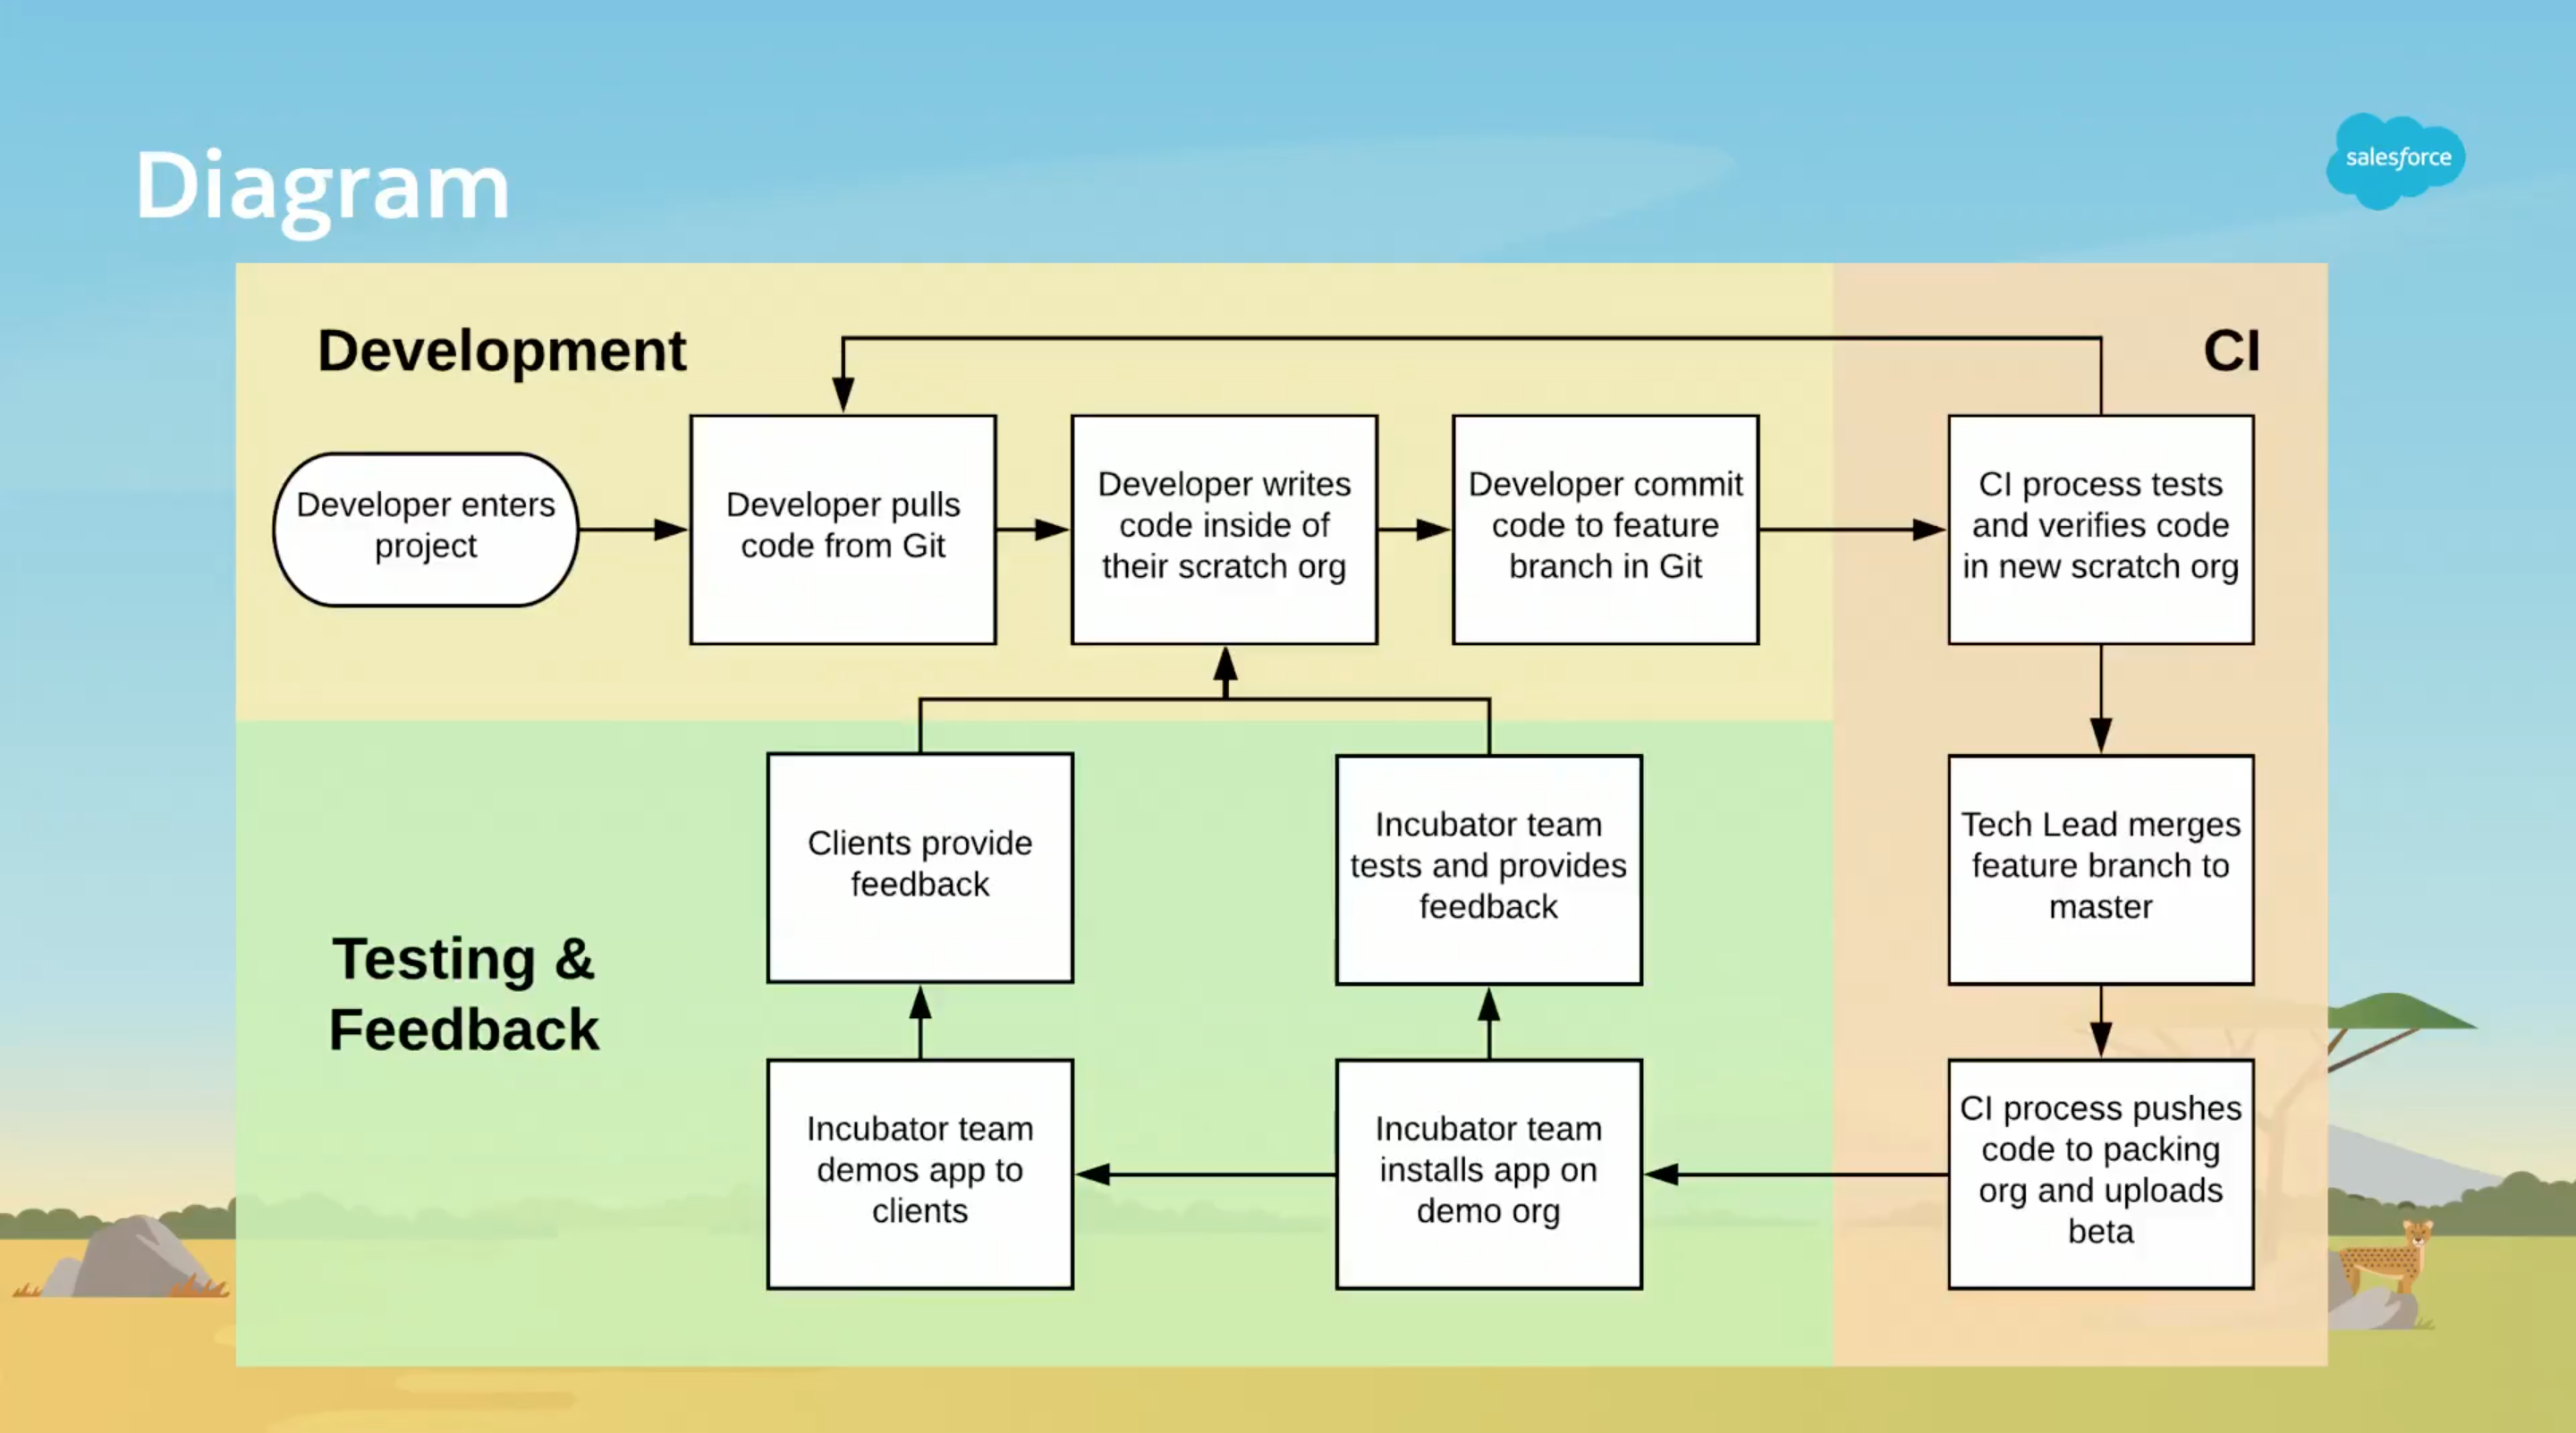 Diagram
salesforce
Development
CI
Developer enters
project
Developer pulls
code from Git
Developer writes
code inside of
their scratch org
Developer commit
code to feature
branch in Git
CI process tests
and verifies code
in new scratch org
Clients provide
feedback
Incubator team
tests and provides
feedback
Tech Lead merges
feature branch to
master
Testing &
Feedback
Incubator team
demos app to
clients
Incubator team
installs app on
demo org
CI process pushes
code to packing
org and uploads
beta